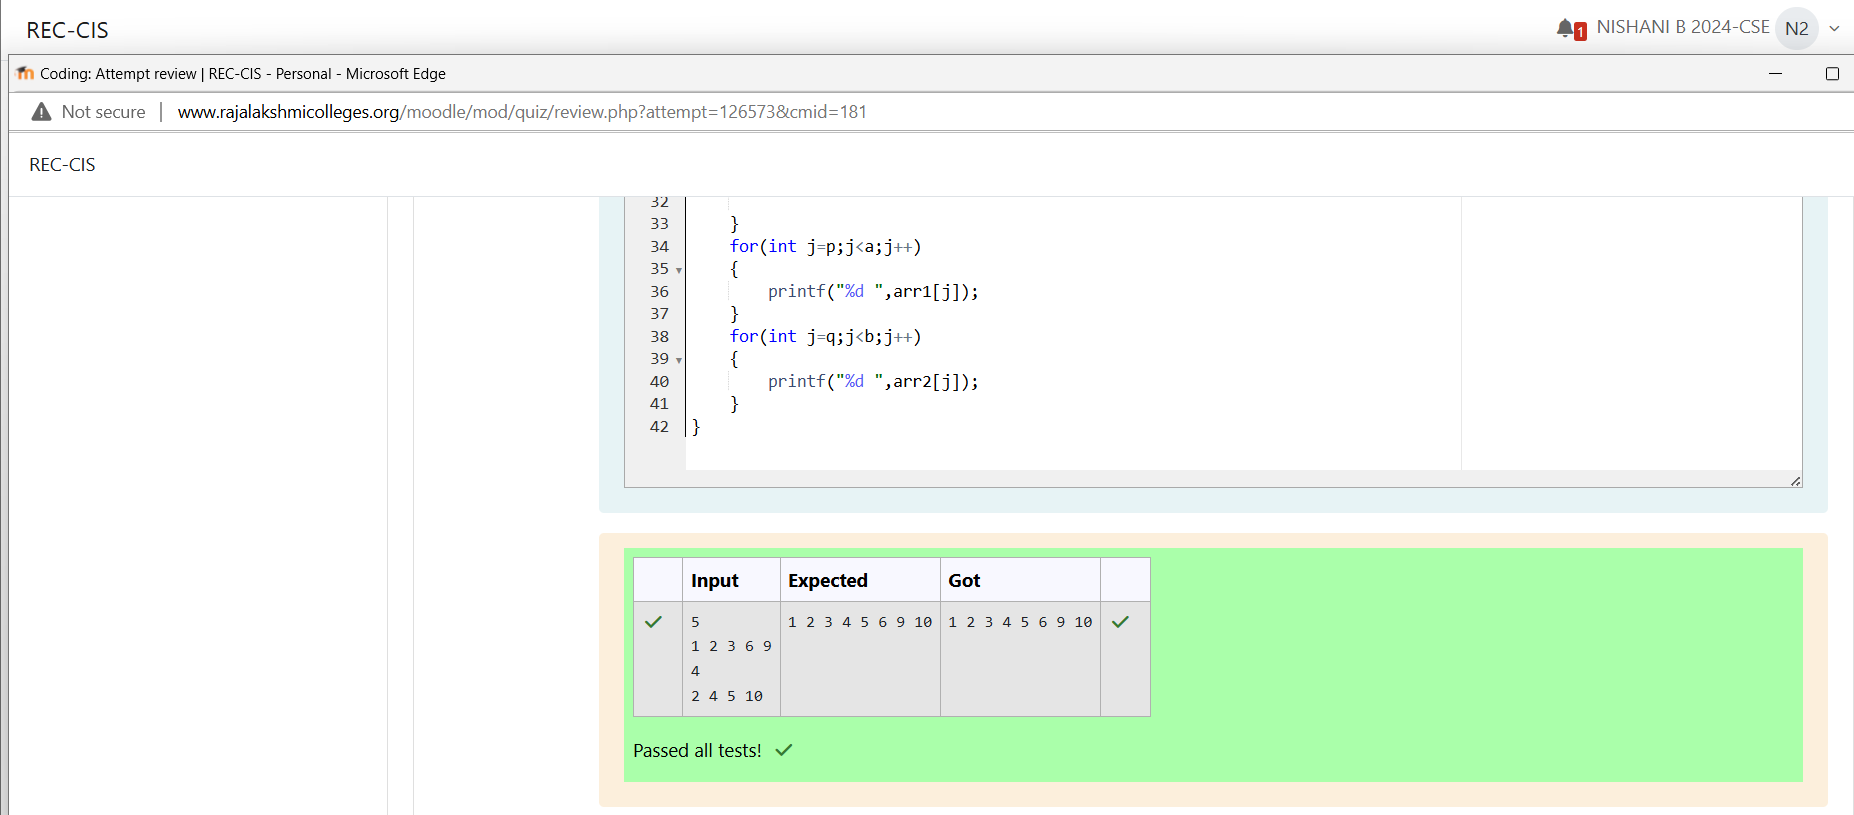 REC-CIS
1 NISHANI B 2024-CSE N2
Coding: Attempt review | REC-CIS - Personal - Microsoft Edge
Not secure | www.rajalakshmicolleges.org/moodle/mod/quiz/review.php?attempt=126573&cmid=181
REC-CIS
32
33 }
34 for(int j=p;j<a;j++)
35 {
36 printf("%d ",arr1[j]);
37 }
38 for(int j=q;j<b;j++)
39 {
40 printf("%d ",arr2[j]);
41 }
42 }
Input Expected Got
5 1 2 3 4 5 6 9 10 1 2 3 4 5 6 9 10
1 2 3 6 9
4
2 4 5 10
Passed all tests!